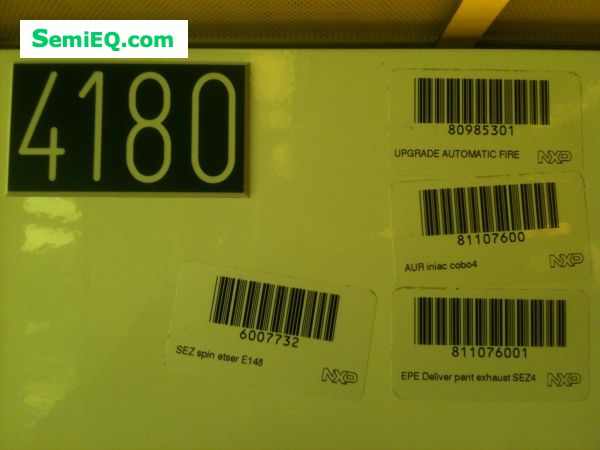 SemiEQ.com
4180
80985301
UPGRADE AUTOMATIC FIRE
NXP
81107600
AUR iniac cobo4
NXP
6007732
SEZ spin etser E148
NXP
811076001
EPE Deliver pant exhaust SEZ4
NXP